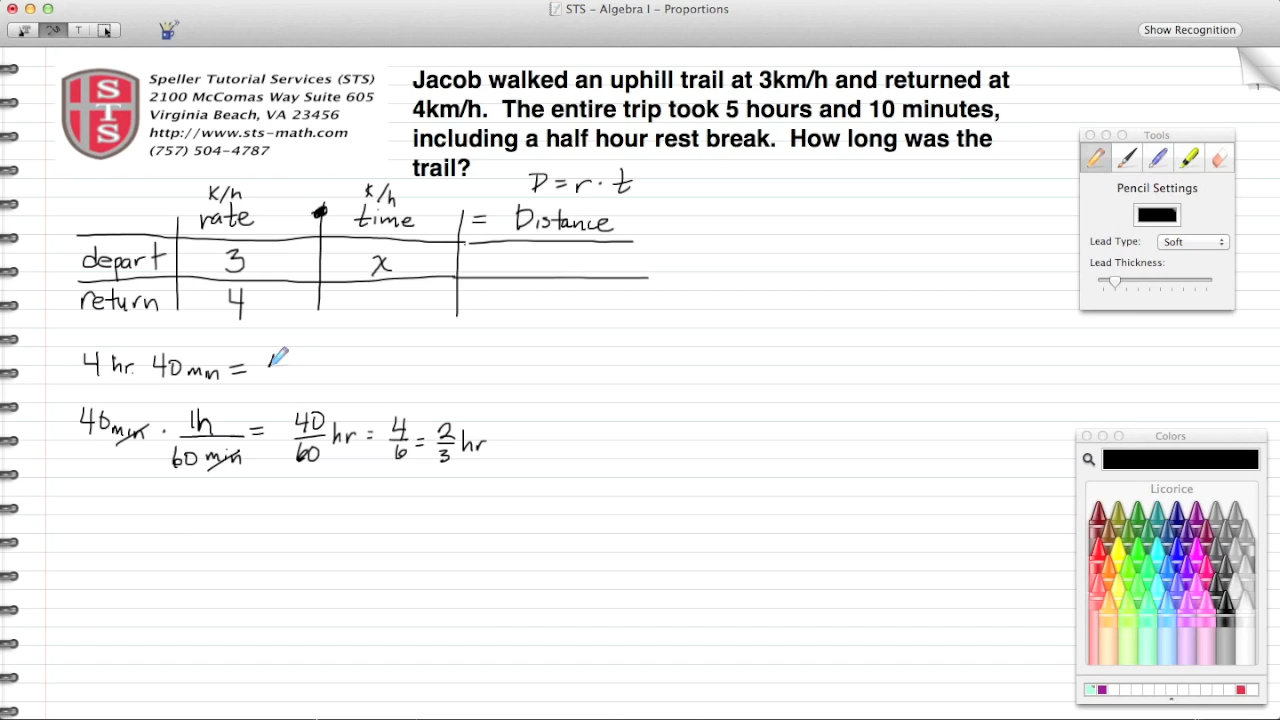 STS – Algebra I – Proportions
T
Show Recognition
STS
Speller Tutorial Services (STS)
2100 McComas Way Suite 605
Virginia Beach, VA 23456
http://www.sts-math.com
(757) 504-4787
Jacob walked an uphill trail at 3km/h and returned at
4km/h. The entire trip took 5 hours and 10 minutes,
including a half hour rest break. How long was the
trail?
D = r · t
K/h K/h
rate · time = Distance
depart 3 x
return 4
4 hr. 40 min =
40 min · 1h/60 min = 40/60 hr = 4/6 = 2/3 hr
Tools
Pencil Settings
Lead Type: Soft
Lead Thickness:
Colors
Licorice